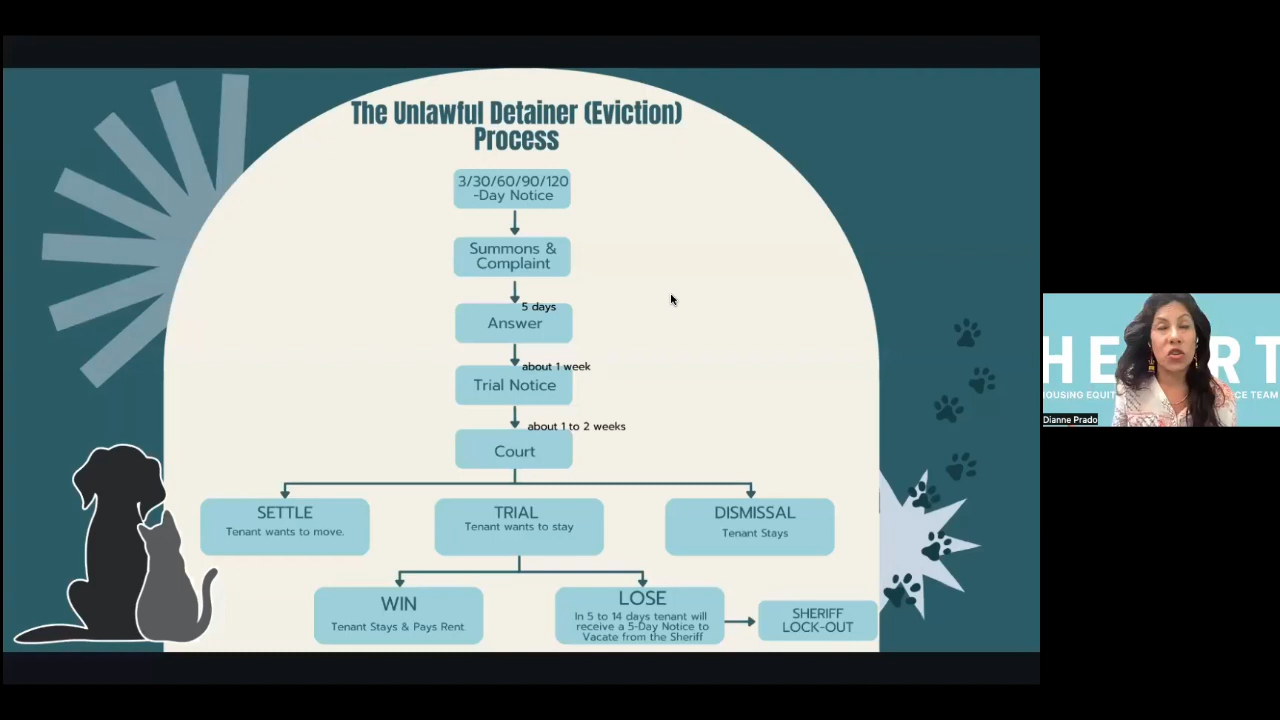 The Unlawful Detainer (Eviction)
Process
3/30/60/90/120
-Day Notice
Summons &
Complaint
5 days
Answer
about 1 week
Trial Notice
about 1 to 2 weeks
Court
SETTLE
Tenant wants to move.
TRIAL
Tenant wants to stay
DISMISSAL
Tenant Stays
WIN
Tenant Stays & Pays Rent
LOSE
In 5 to 14 days tenant will
receive a 5-Day Notice to
Vacate from the Sheriff
SHERIFF
LOCK-OUT
HE RT
HOUSING EQUIT CE TEAM
Dianne Prado